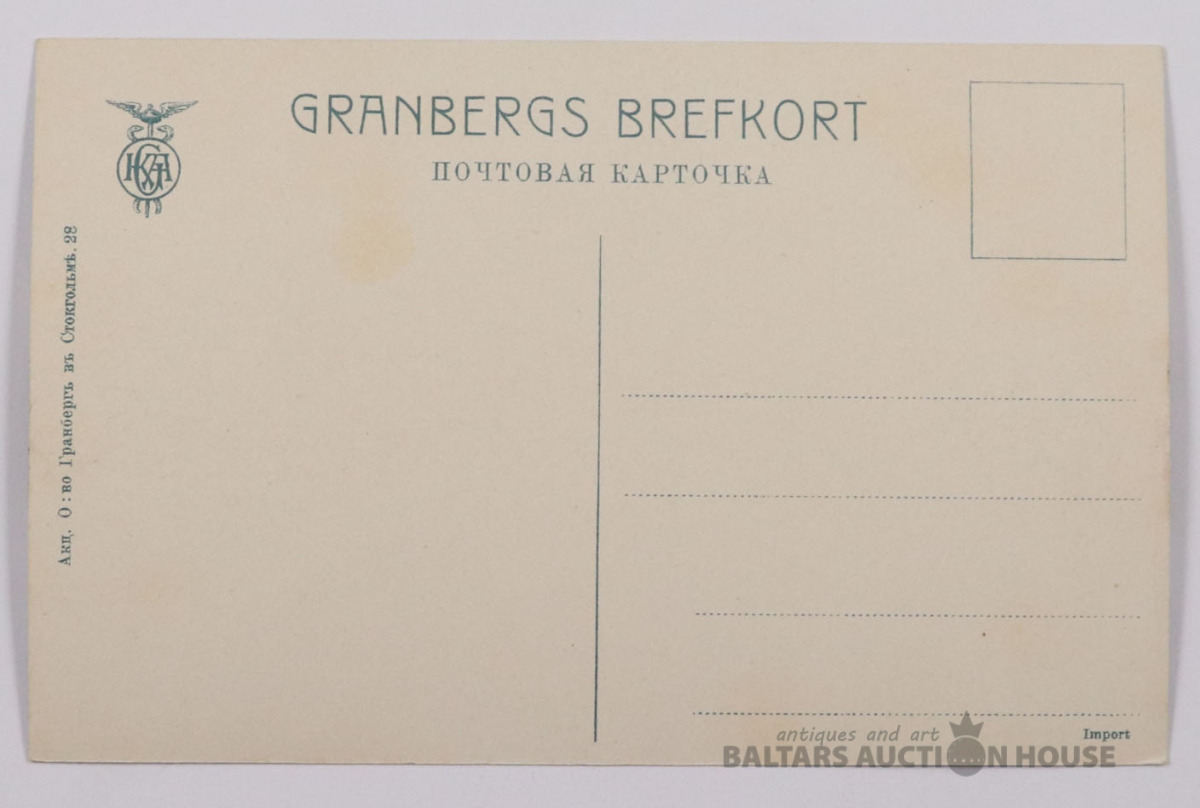 GRANBERGS BREFKORT
ПОЧТОВАЯ КАРТОЧКА
Акц. О:во Гранбергъ въ Стокгольмѣ. 28
Import
antiques and art
BALTARS AUCTION HOUSE